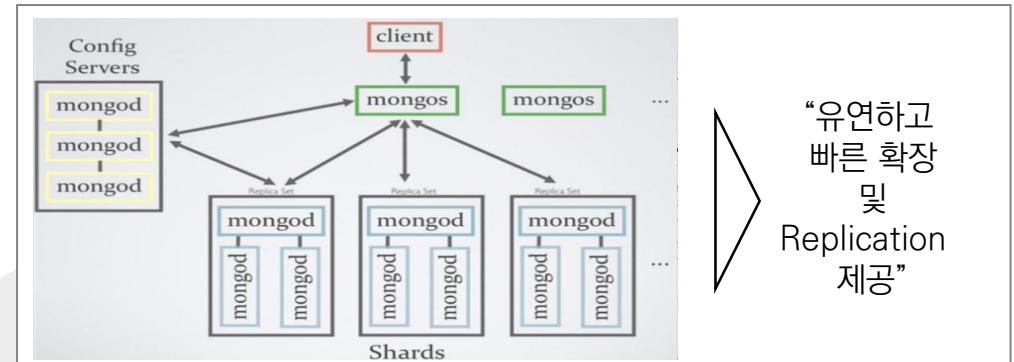 client
Config
Servers
mongod
mongod
mongod
mongos
mongos
...
Replica Set
Replica Set
Replica Set
mongod
mongod
mongod
mongod
mongod
mongod
mongod
mongod
mongod
...
Shards
“유연하고
빠른 확장
및
Replication
제공”